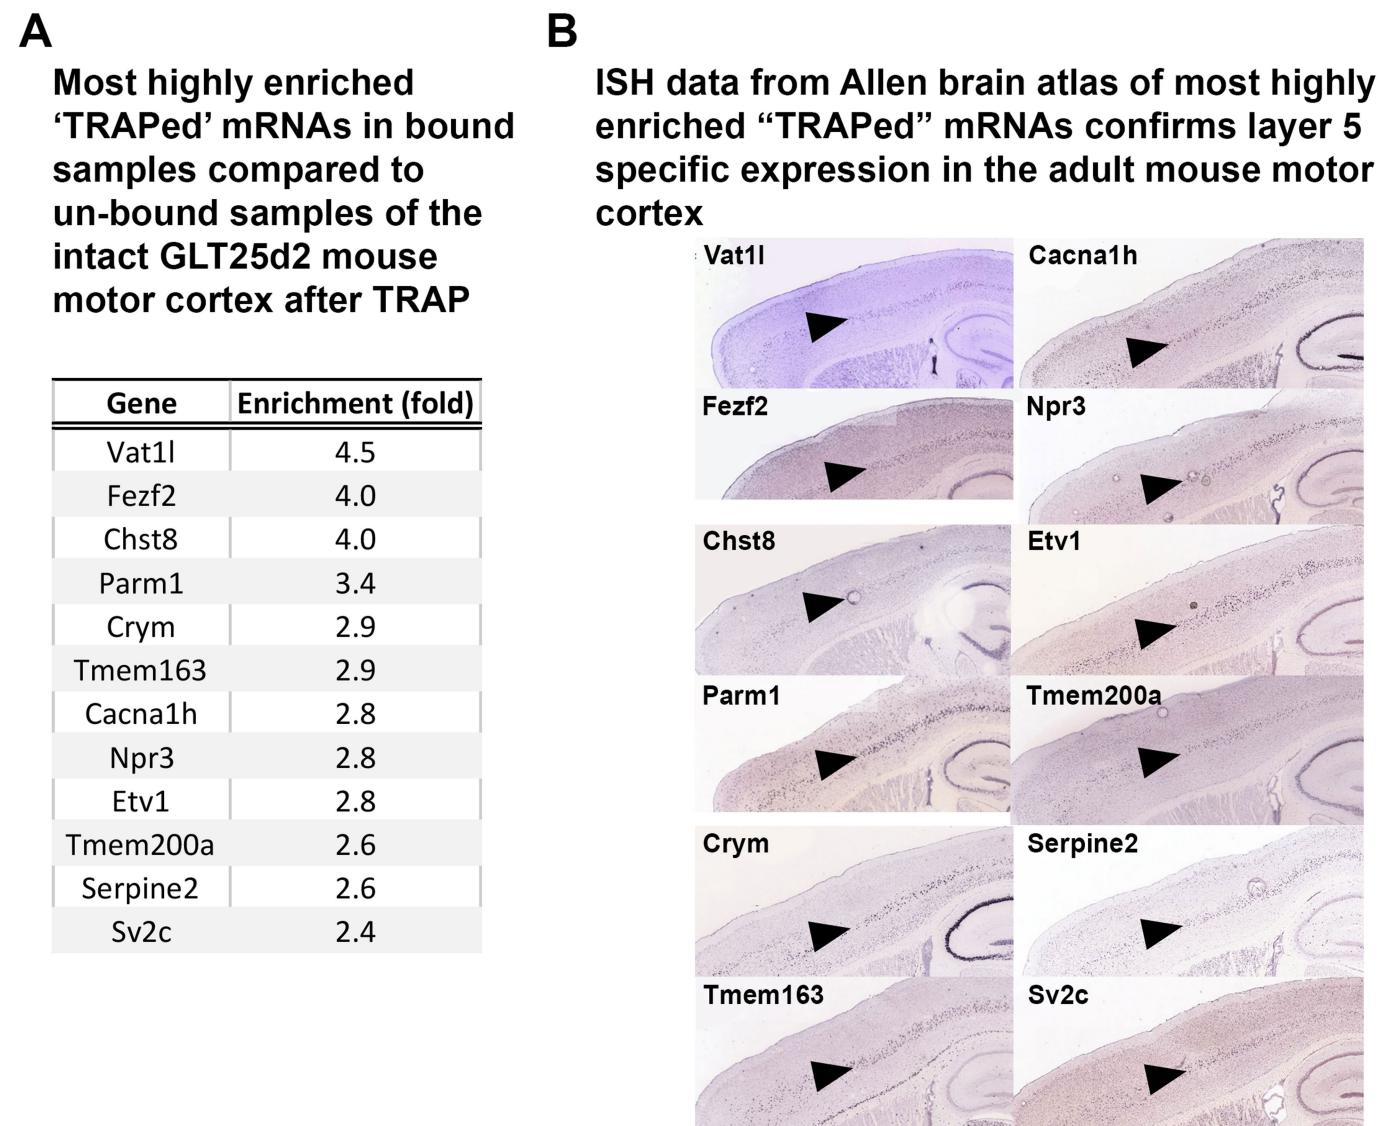 A
Most highly enriched
‘TRAPed’ mRNAs in bound
samples compared to
un-bound samples of the
intact GLT25d2 mouse
motor cortex after TRAP
Gene Enrichment (fold)
Vat1l 4.5
Fezf2 4.0
Chst8 4.0
Parm1 3.4
Crym 2.9
Tmem163 2.9
Cacna1h 2.8
Npr3 2.8
Etv1 2.8
Tmem200a 2.6
Serpine2 2.6
Sv2c 2.4
B
ISH data from Allen brain atlas of most highly
enriched “TRAPed” mRNAs confirms layer 5
specific expression in the adult mouse motor
cortex
Vat1l Cacna1h
Fezf2 Npr3
Chst8 Etv1
Parm1 Tmem200a
Crym Serpine2
Tmem163 Sv2c